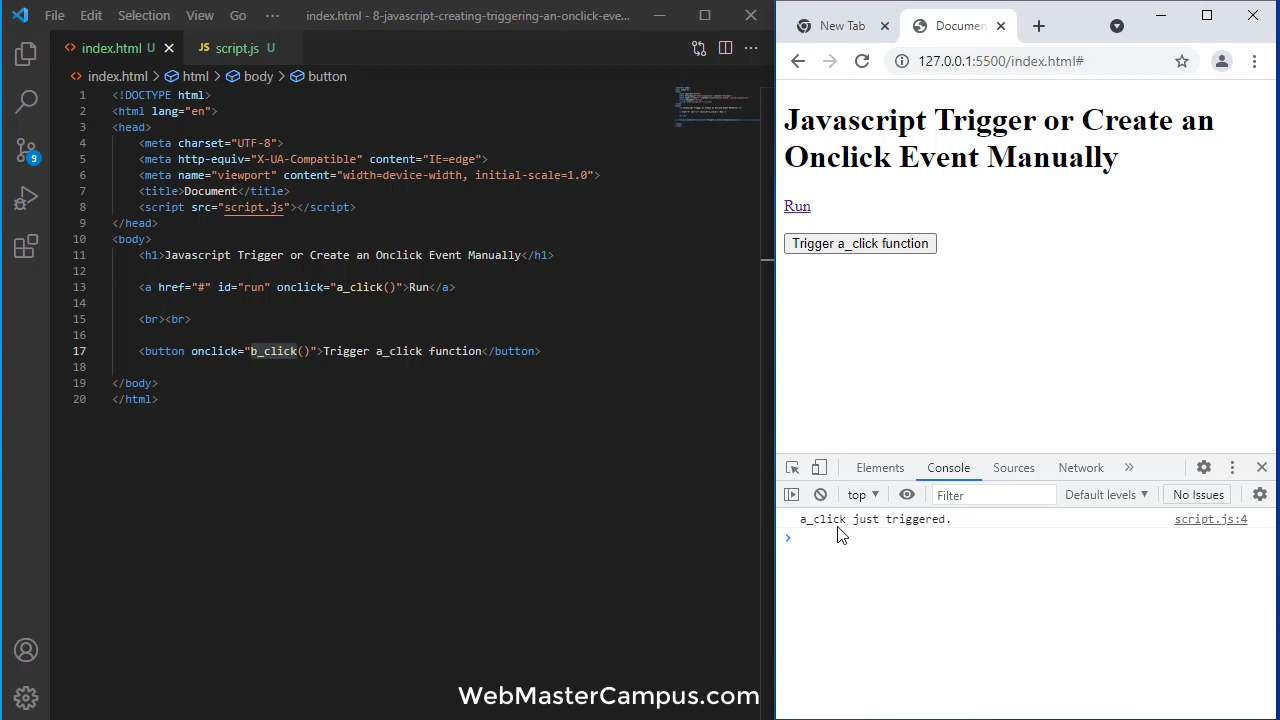 File Edit Selection View Go ··· index.html - 8-javascript-creating-triggering-an-onclick-eve...
index.html U JS script.js U
index.html > html > body > button
1 <!DOCTYPE html>
2 <html lang="en">
3 <head>
4 <meta charset="UTF-8">
5 <meta http-equiv="X-UA-Compatible" content="IE=edge">
6 <meta name="viewport" content="width=device-width, initial-scale=1.0">
7 <title>Document</title>
8 <script src="script.js"></script>
9 </head>
10 <body>
11 <h1>Javascript Trigger or Create an Onclick Event Manually</h1>
12
13 <a href="#" id="run" onclick="a_click()">Run</a>
14
15 <br><br>
16
17 <button onclick="b_click()">Trigger a_click function</button>
18
19 </body>
20 </html>
9
WebMasterCampus.com
New Tab Documen
127.0.0.1:5500/index.html#
Javascript Trigger or Create an
Onclick Event Manually
Run
Trigger a_click function
Elements Console Sources Network »
top ▼ Filter Default levels ▼ No Issues
a_click just triggered. script.js:4
>